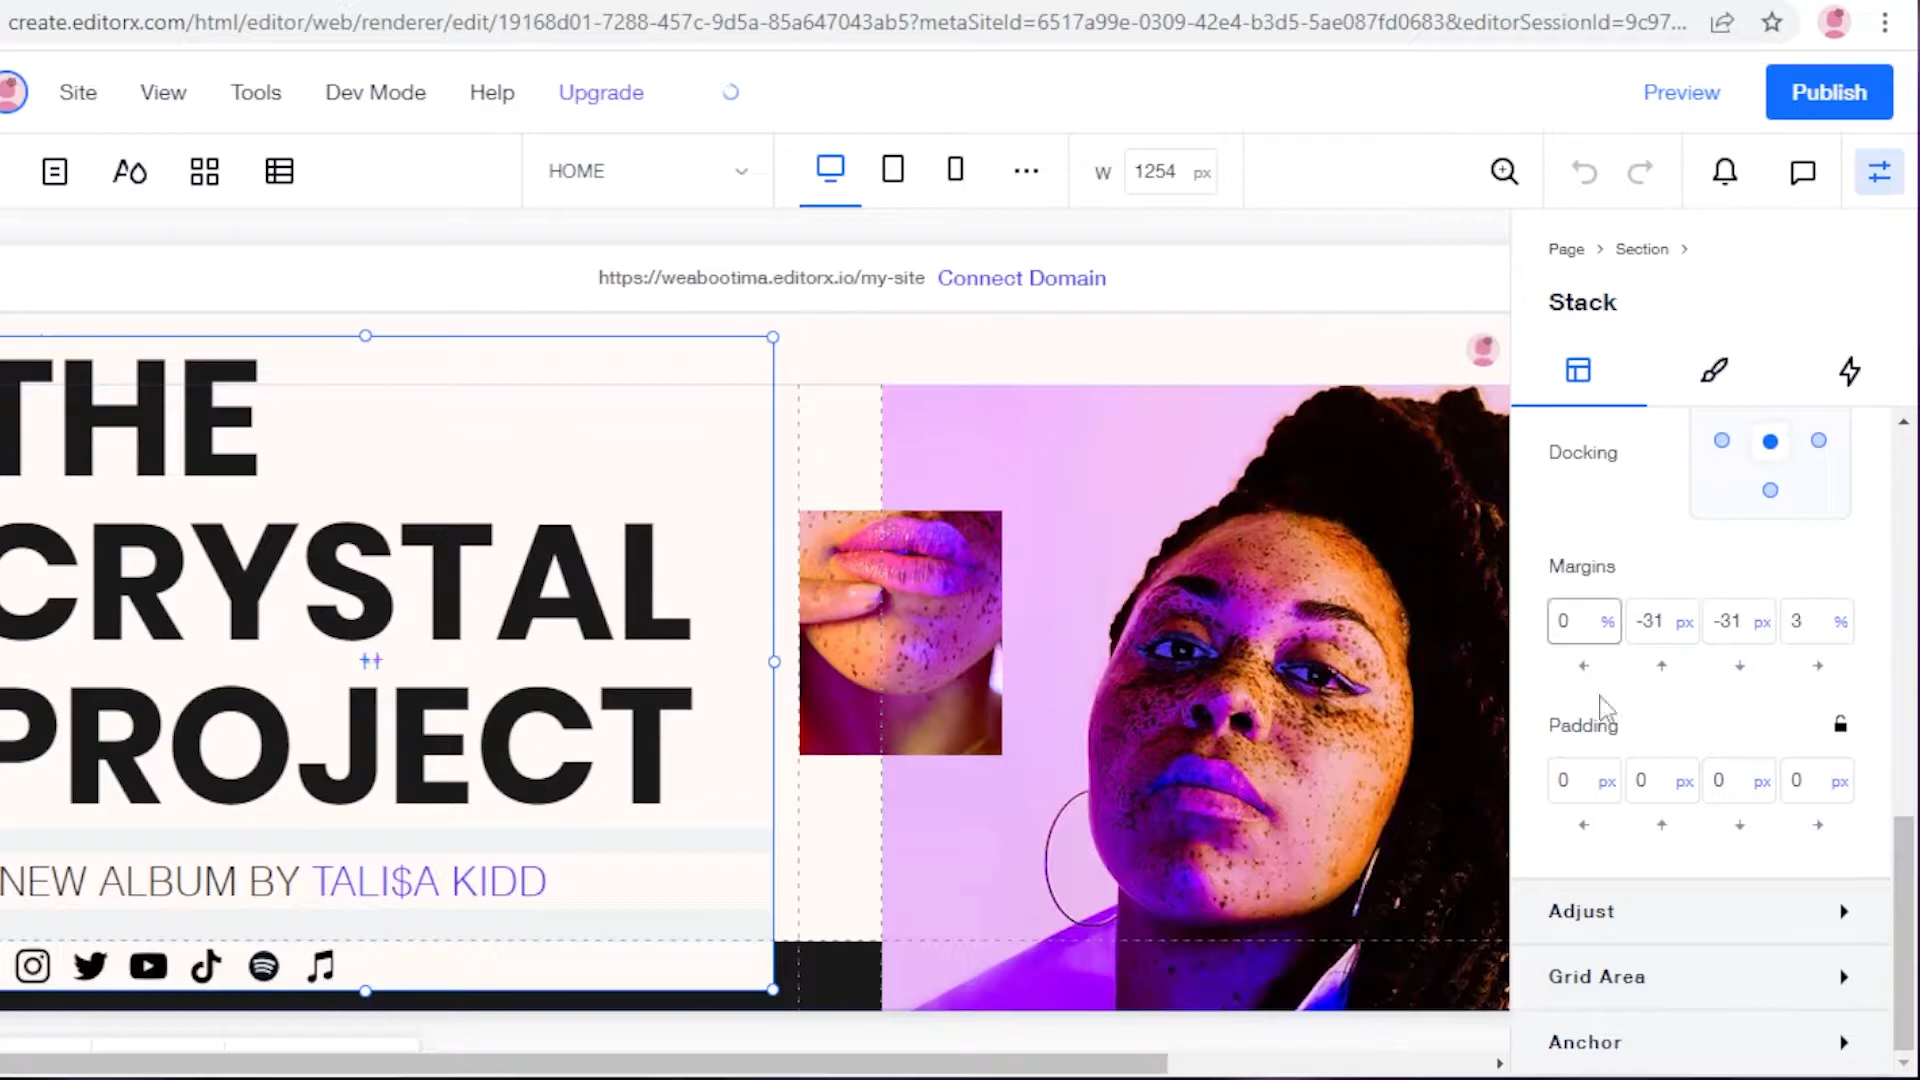 create.editorx.com/html/editor/web/renderer/edit/19168d01-7288-457c-9d5a-85a647043ab5?metaSiteId=6517a99e-0309-42e4-b3d5-5ae087fd0683&editorSessionId=9c97...
Site View Tools Dev Mode Help Upgrade Preview Publish
HOME W 1254 px
https://weabootima.editorx.io/my-site Connect Domain
Page > Section >
Stack
THE
CRYSTAL
PROJECT
NEW ALBUM BY TALI$A KIDD
Docking
Margins
0 % -31 px -31 px 3 %
Padding
0 px 0 px 0 px 0 px
Adjust
Grid Area
Anchor